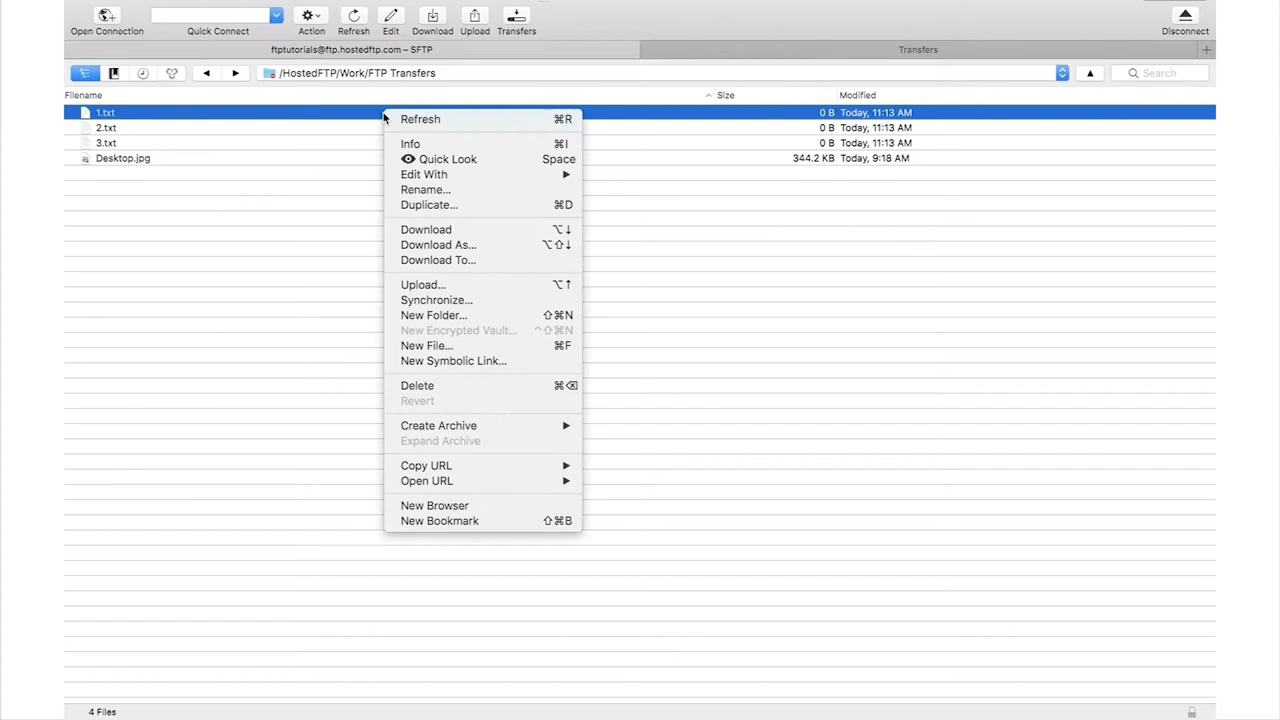 Open Connection Quick Connect Action Refresh Edit Download Upload Transfers Disconnect
ftptutorials@ftp.hostedftp.com – SFTP Transfers
/HostedFTP/Work/FTP Transfers Search
Filename Size Modified
1.txt 0 B Today, 11:13 AM
2.txt 0 B Today, 11:13 AM
3.txt 0 B Today, 11:13 AM
Desktop.jpg 344.2 KB Today, 9:18 AM
Refresh ⌘R
Info ⌘I
Quick Look Space
Edit With
Rename...
Duplicate... ⌘D
Download ⌥↓
Download As... ⌥⇧↓
Download To...
Upload... ⌥↑
Synchronize...
New Folder... ⇧⌘N
New Encrypted Vault... ^⇧⌘N
New File... ⌘F
New Symbolic Link...
Delete ⌘⌫
Revert
Create Archive
Expand Archive
Copy URL
Open URL
New Browser
New Bookmark ⇧⌘B
4 Files